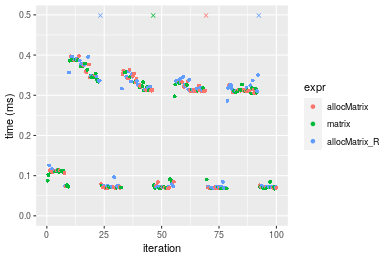 0.5
0.4
0.3
0.2
0.1
0.0
time (ms)
0
25
50
75
100
iteration
expr
allocMatrix
matrix
allocMatrix_R